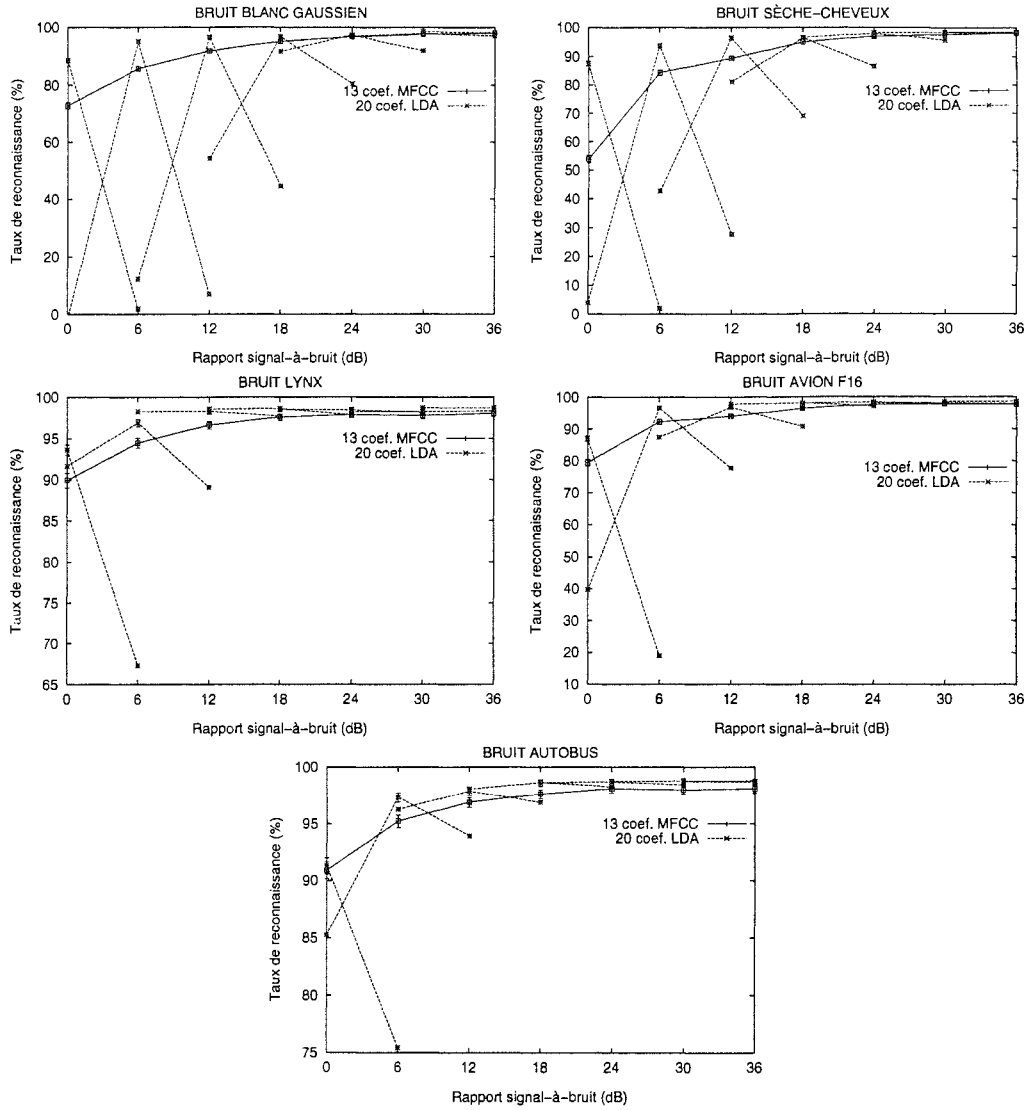 BRUIT BLANC GAUSSIEN
100
80
60
40
20
0
0 6 12 18 24 30 36
Taux de reconnaissance (%)
Rapport signal-à-bruit (dB)
13 coef. MFCC
20 coef. LDA
BRUIT SÈCHE-CHEVEUX
100
90
80
70
60
50
40
30
20
10
0
0 6 12 18 24 30 36
Taux de reconnaissance (%)
Rapport signal-à-bruit (dB)
13 coef. MFCC
20 coef. LDA
BRUIT LYNX
100
95
90
85
80
75
70
65
0 6 12 18 24 30 36
Taux de reconnaissance (%)
Rapport signal-à-bruit (dB)
13 coef. MFCC
20 coef. LDA
BRUIT AVION F16
100
90
80
70
60
50
40
30
20
10
0 6 12 18 24 30 36
Taux de reconnaissance (%)
Rapport signal-à-bruit (dB)
13 coef. MFCC
20 coef. LDA
BRUIT AUTOBUS
100
95
90
85
80
75
0 6 12 18 24 30 36
Taux de reconnaissance (%)
Rapport signal-à-bruit (dB)
13 coef. MFCC
20 coef. LDA